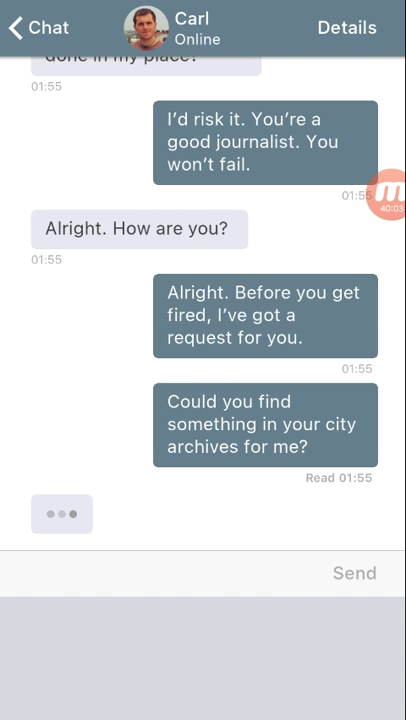 Chat
Carl
Online
Details
done in my place?
01:55
I’d risk it. You’re a
good journalist. You
won’t fail.
01:55
40:03
Alright. How are you?
01:55
Alright. Before you get
fired, I’ve got a
request for you.
01:55
Could you find
something in your city
archives for me?
Read 01:55
Send